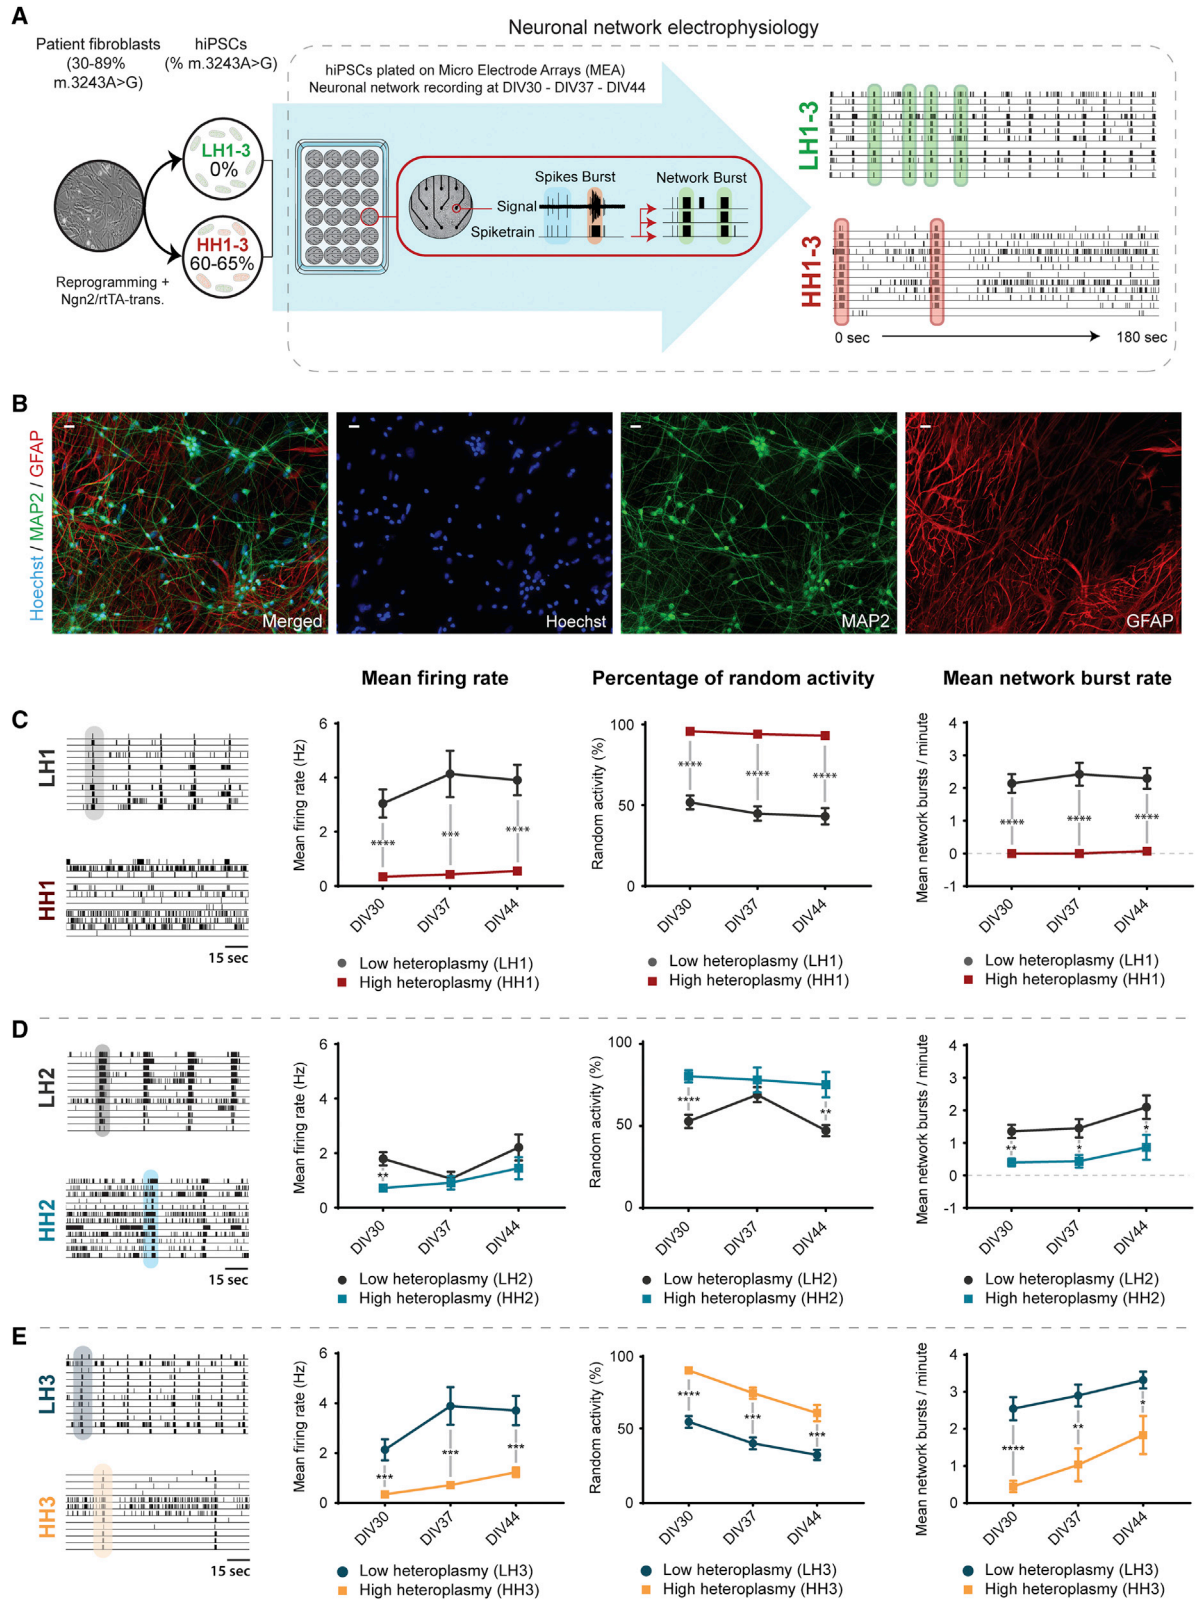 A
Neuronal network electrophysiology
Patient fibroblasts
(30-89%
m.3243A>G)
hiPSCs
(% m.3243A>G)
hiPSCs plated on Micro Electrode Arrays (MEA)
Neuronal network recording at DIV30 - DIV37 - DIV44
LH1-3
0%
HH1-3
60-65%
Reprogramming +
Ngn2/rtTA-trans.
Spikes Burst
Network Burst
Signal
Spiketrain
LH1-3
HH1-3
0 sec
180 sec
B
Hoechst / MAP2 / GFAP
Merged
Hoechst
MAP2
GFAP
Mean firing rate
Percentage of random activity
Mean network burst rate
C
LH1
HH1
15 sec
Mean firing rate (Hz)
6
4
2
0
****
***
****
DIV30
DIV37
DIV44
Low heteroplasmy (LH1)
High heteroplasmy (HH1)
Random activity (%)
100
50
0
****
****
****
DIV30
DIV37
DIV44
Low heteroplasmy (LH1)
High heteroplasmy (HH1)
Mean network bursts / minute
4
3
2
1
0
-1
****
****
****
DIV30
DIV37
DIV44
Low heteroplasmy (LH1)
High heteroplasmy (HH1)
D
LH2
HH2
15 sec
Mean firing rate (Hz)
6
4
2
0
**
DIV30
DIV37
DIV44
Low heteroplasmy (LH2)
High heteroplasmy (HH2)
Random activity (%)
100
50
0
****
**
DIV30
DIV37
DIV44
Low heteroplasmy (LH2)
High heteroplasmy (HH2)
Mean network bursts / minute
4
3
2
1
0
-1
**
*
*
DIV30
DIV37
DIV44
Low heteroplasmy (LH2)
High heteroplasmy (HH2)
E
LH3
HH3
15 sec
Mean firing rate (Hz)
6
4
2
0
***
***
***
DIV30
DIV37
DIV44
Low heteroplasmy (LH3)
High heteroplasmy (HH3)
Random activity (%)
100
50
0
****
***
***
DIV30
DIV37
DIV44
Low heteroplasmy (LH3)
High heteroplasmy (HH3)
Mean network bursts / minute
4
3
2
1
0
****
**
*
DIV30
DIV37
DIV44
Low heteroplasmy (LH3)
High heteroplasmy (HH3)